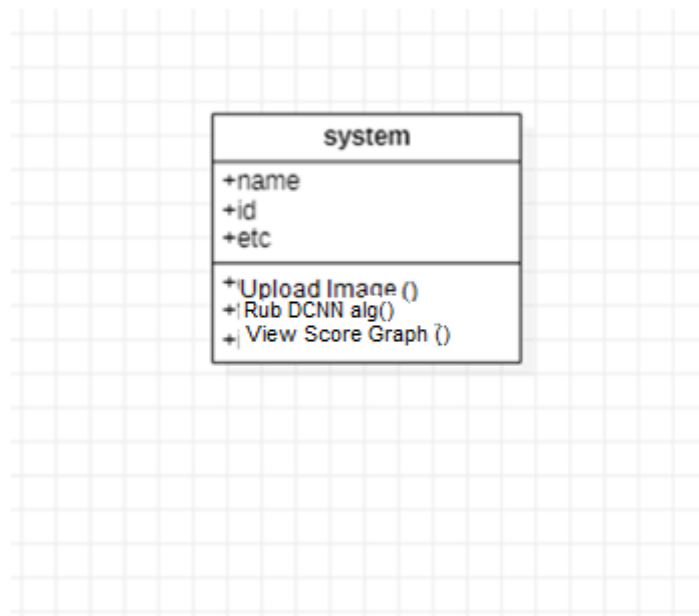 system
+name
+id
+etc
+Upload Image ()
+ Rub DCNN alg()
+ View Score Graph ()